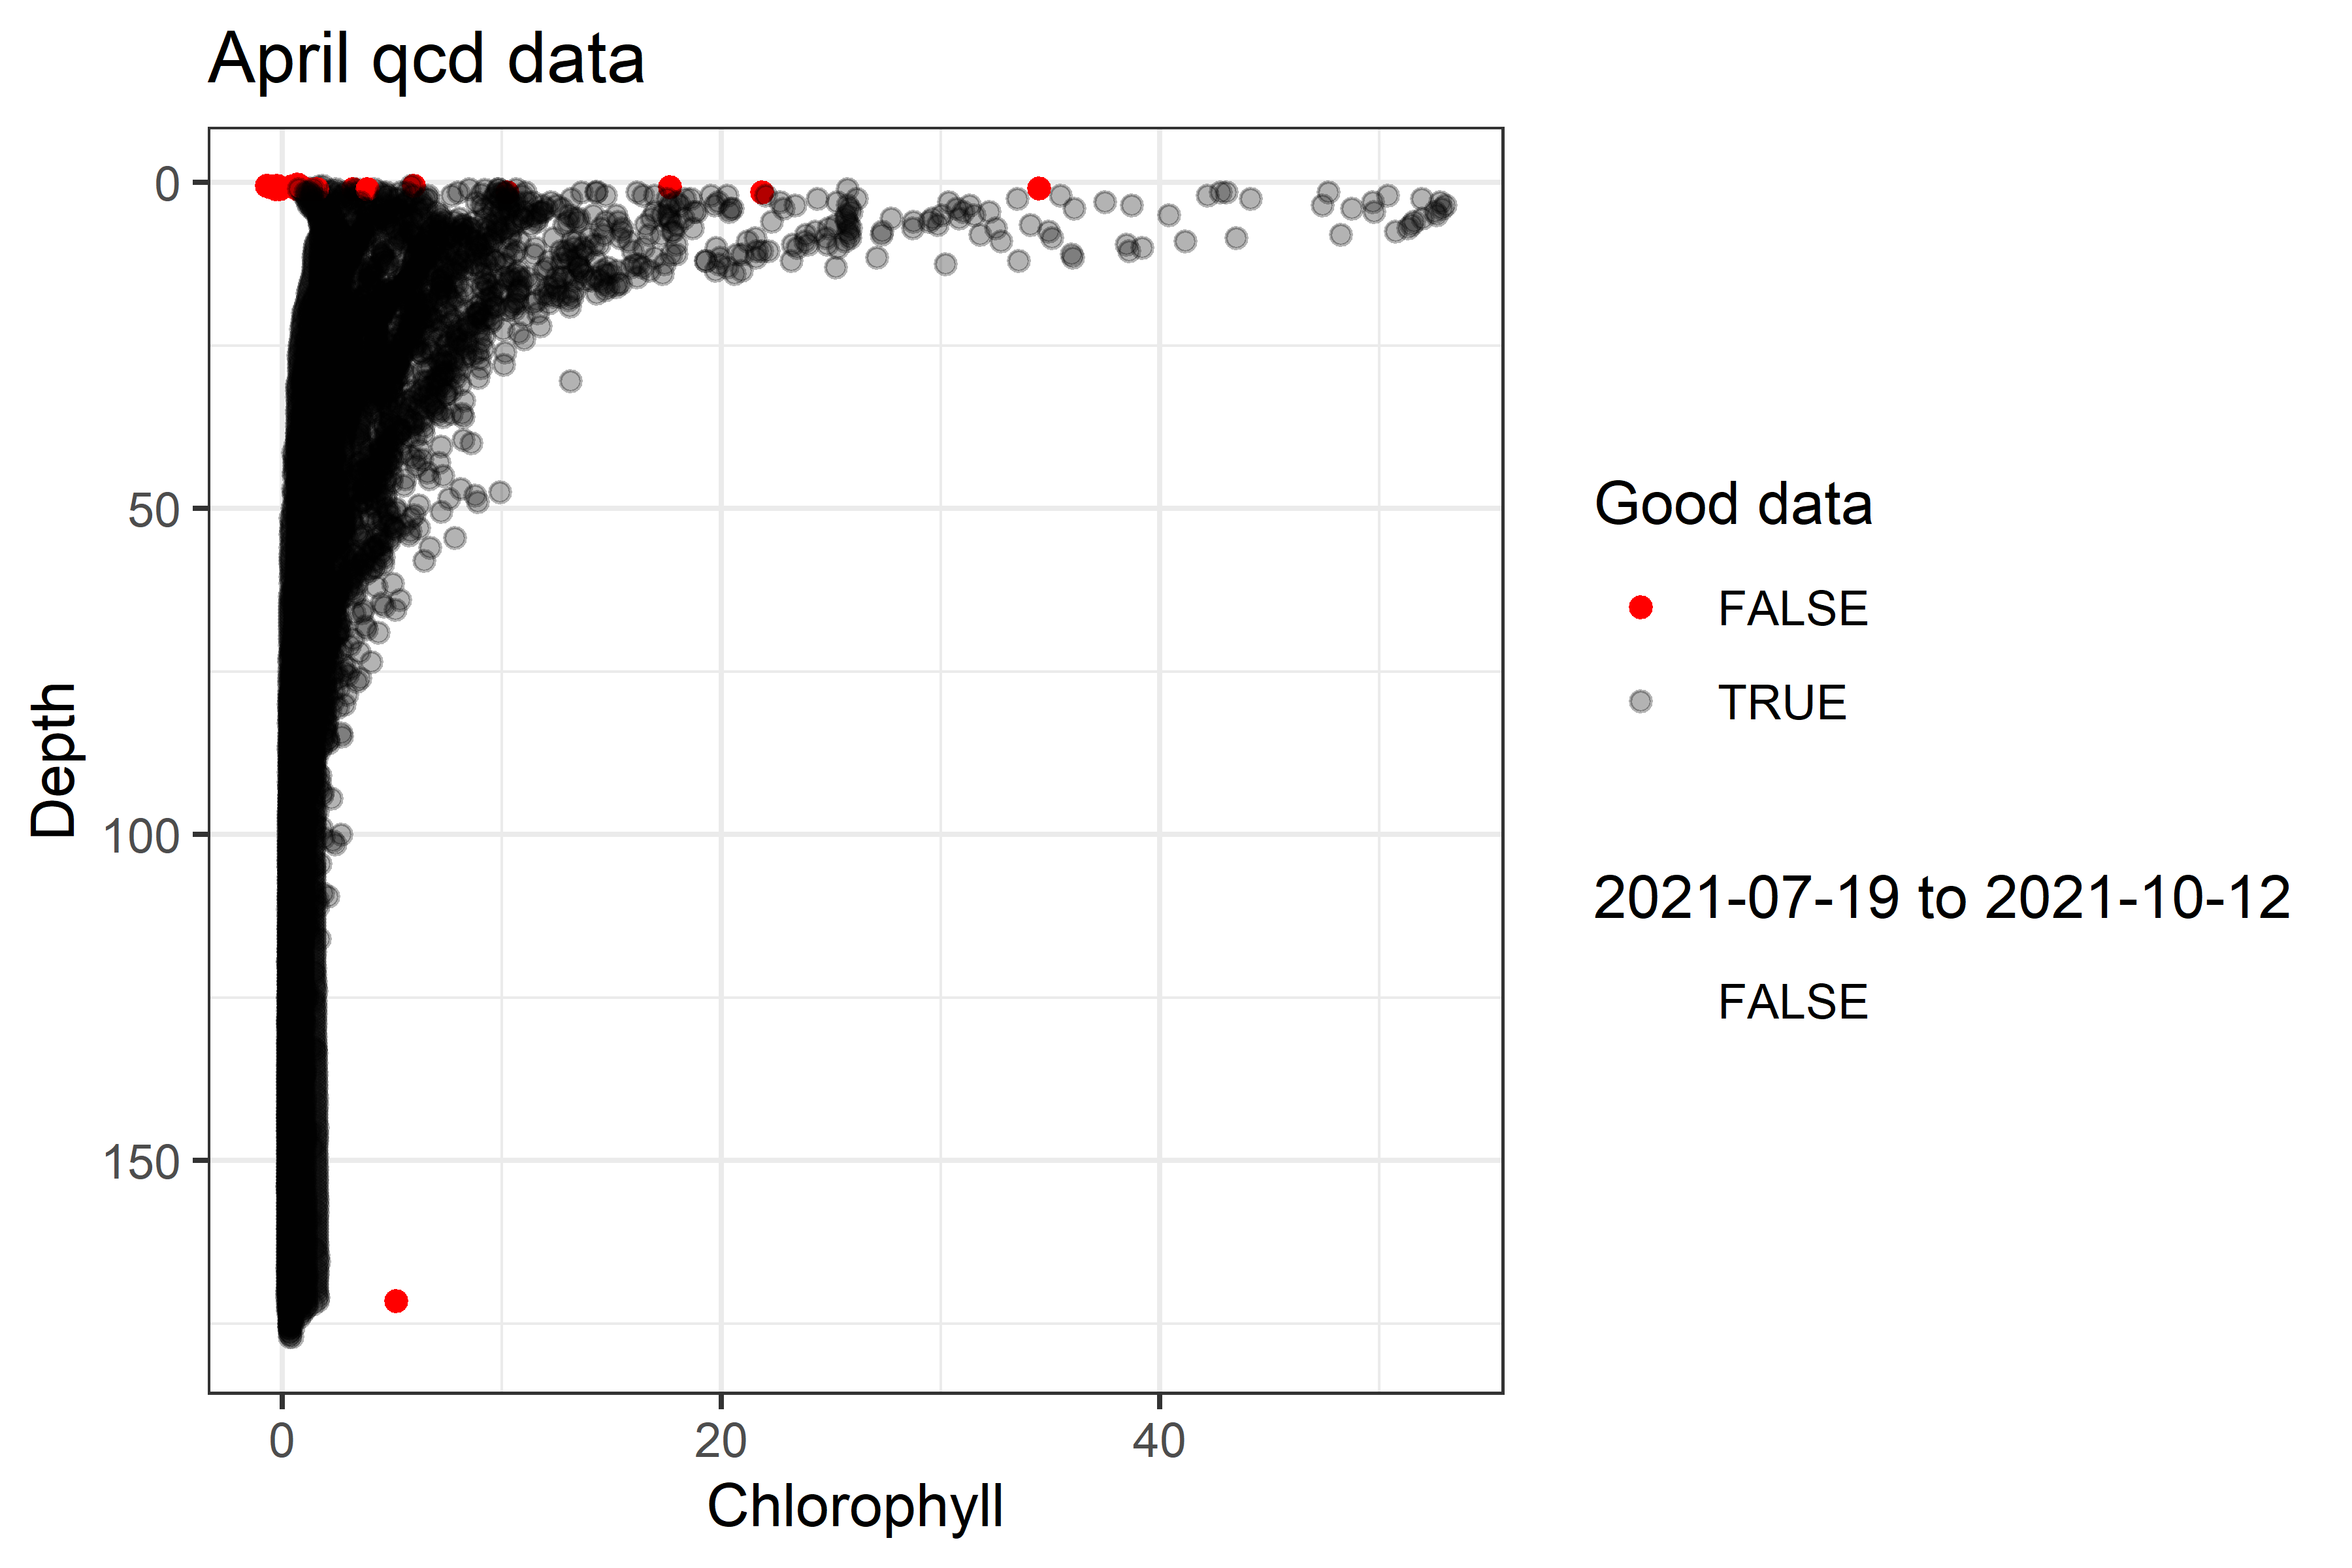 April qcd data
0
50
100
150
Depth
0 20 40
Chlorophyll
Good data
FALSE
TRUE
2021-07-19 to 2021-10-12
FALSE